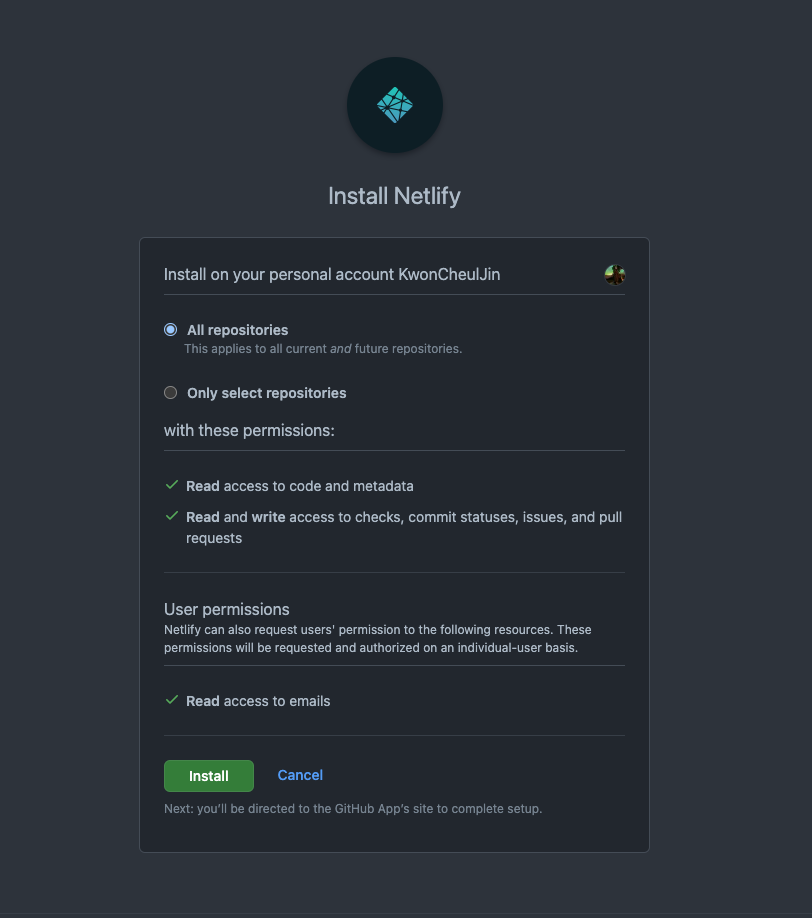 Install Netlify
Install on your personal account KwonCheulJin
All repositories
This applies to all current and future repositories.
Only select repositories
with these permissions:
Read access to code and metadata
Read and write access to checks, commit statuses, issues, and pull
requests
User permissions
Netlify can also request users' permission to the following resources. These
permissions will be requested and authorized on an individual-user basis.
Read access to emails
Install Cancel
Next: you'll be directed to the GitHub App's site to complete setup.